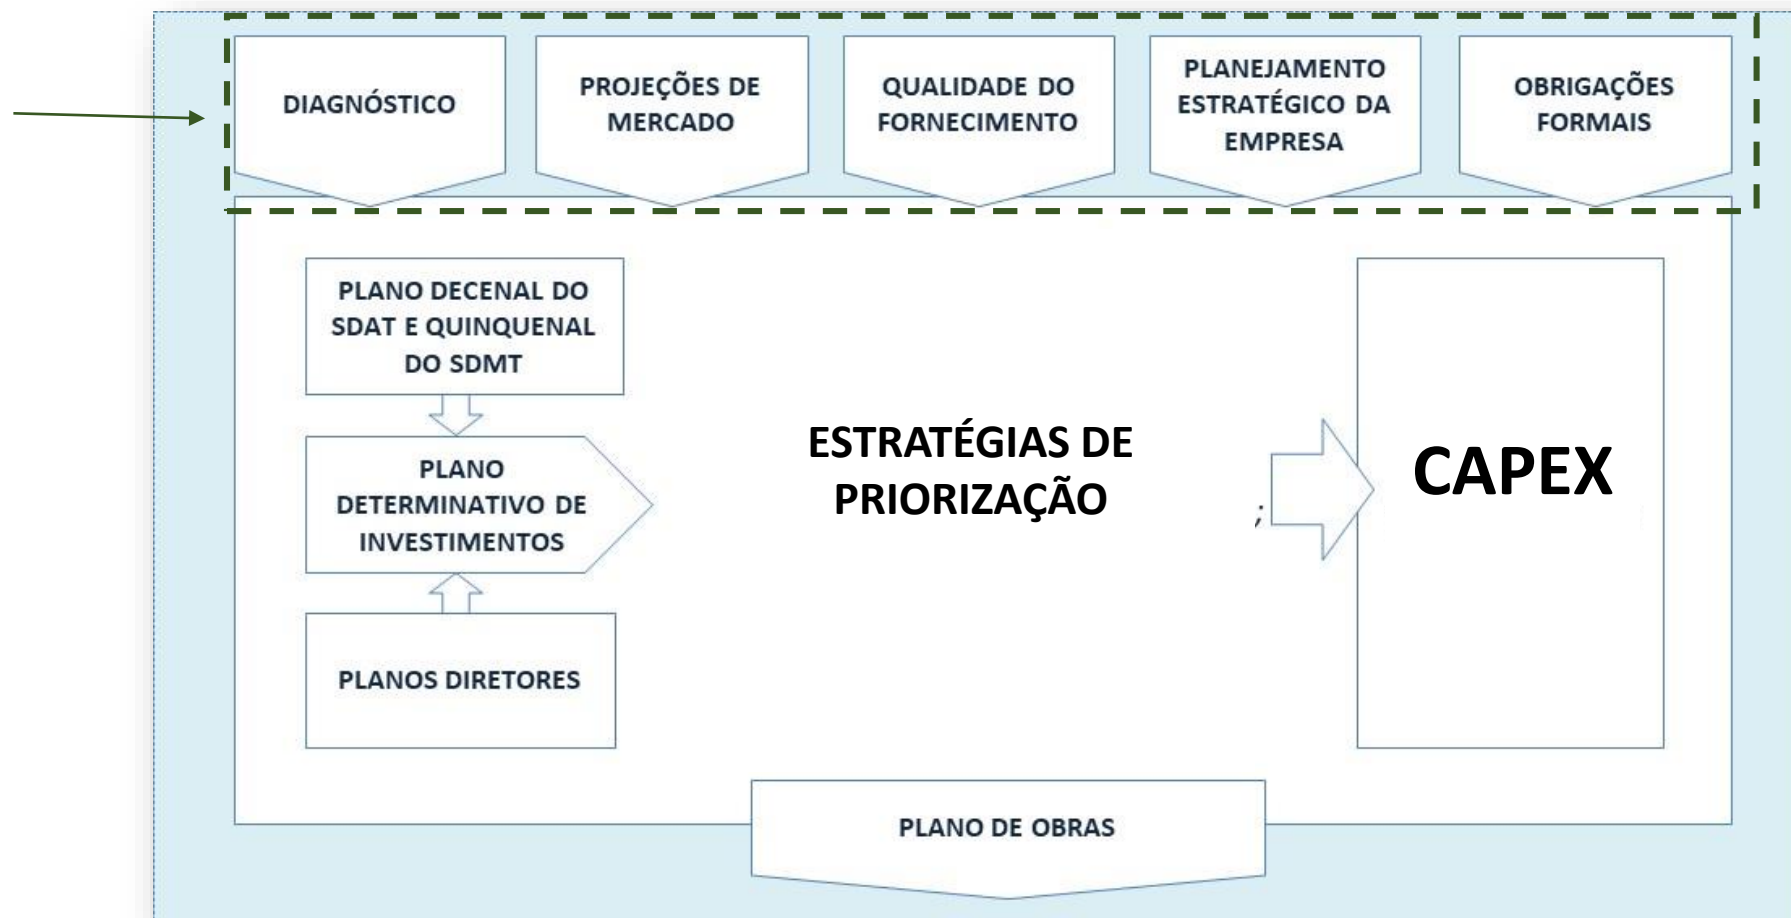 DIAGNÓSTICO
PROJEÇÕES DE
MERCADO
QUALIDADE DO
FORNECIMENTO
PLANEJAMENTO
ESTRATÉGICO DA
EMPRESA
OBRIGAÇÕES
FORMAIS
PLANO DECENAL DO
SDAT E QUINQUENAL
DO SDMT
PLANO
DETERMINATIVO DE
INVESTIMENTOS
PLANOS DIRETORES
ESTRATÉGIAS DE
PRIORIZAÇÃO
;
CAPEX
PLANO DE OBRAS